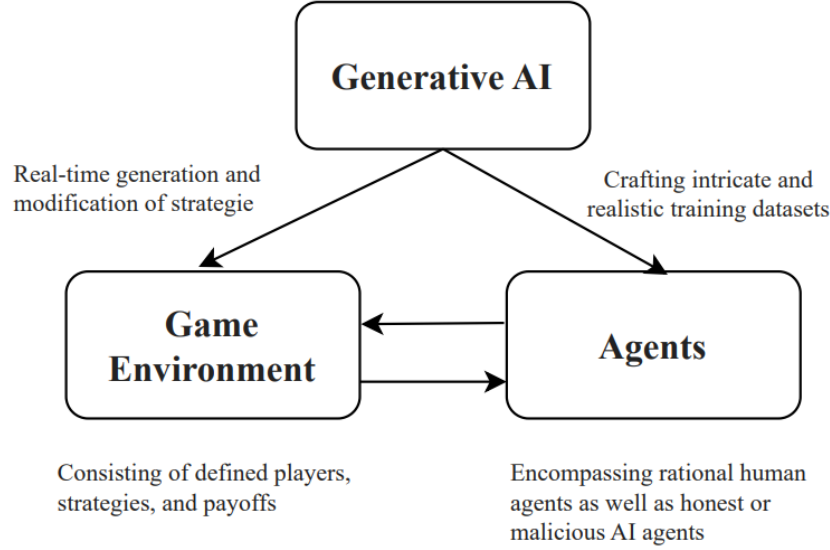 Generative AI
Real-time generation and
modification of strategie
Crafting intricate and
realistic training datasets
Game
Environment
Agents
Consisting of defined players,
strategies, and payoffs
Encompassing rational human
agents as well as honest or
malicious AI agents